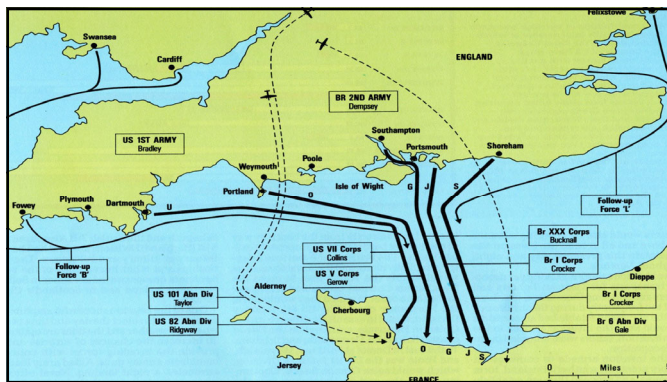 Felixstowe
Swansea
Cardiff
ENGLAND
BR 2ND ARMY
Dempsey
US 1ST ARMY
Bradley
Southampton
Portsmouth
Shoreham
Weymouth
Poole
Portland
Isle of Wight
Plymouth
Dartmouth
Fowey
U
O
G
J
S
Follow-up
Force 'B'
Follow-up
Force 'L'
US VII Corps
Collins
US V Corps
Gerow
Br XXX Corps
Bucknall
Br I Corps
Crocker
Br I Corps
Crocker
Br 6 Abn Div
Gale
Dieppe
US 101 Abn Div
Taylor
US 82 Abn Div
Ridgway
Alderney
Cherbourg
Jersey
U
O
G
J
S
FRANCE
0
Miles